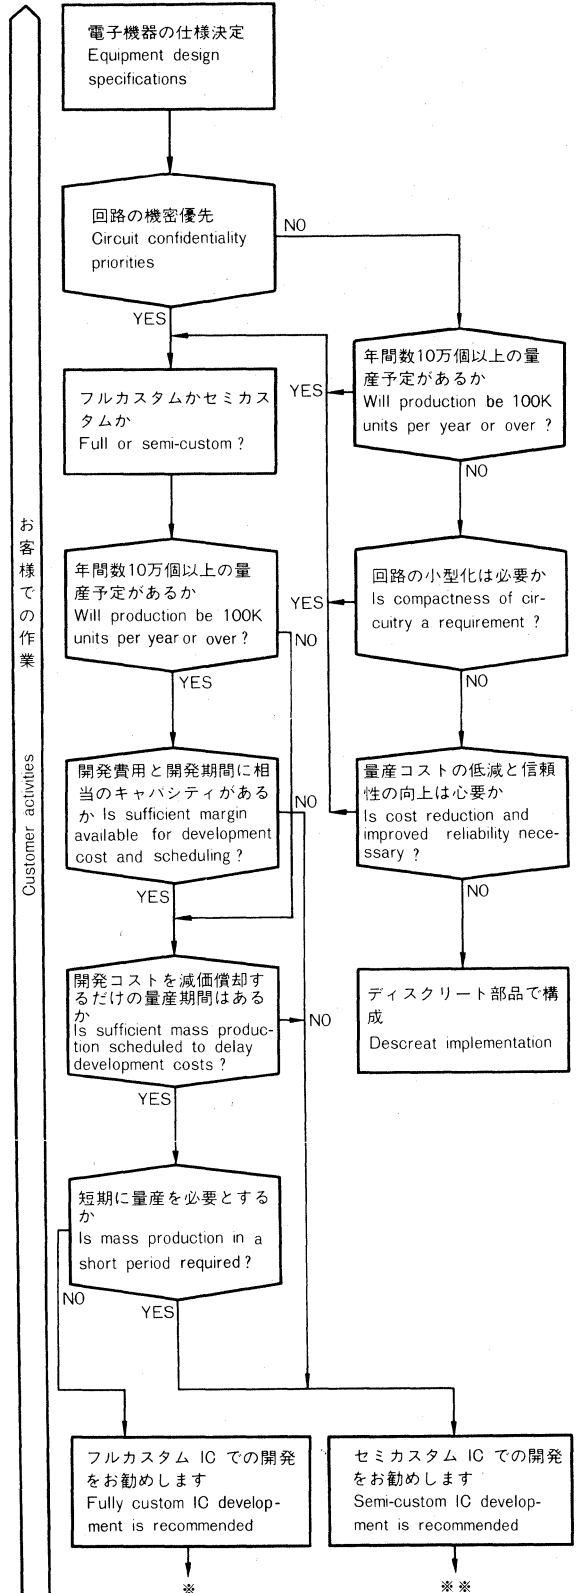 電子機器の仕様決定
Equipment design
specifications
回路の機密優先
Circuit confidentiality
priorities
NO
YES
年間数10万個以上の量
産予定があるか
Will production be 100K
units per year or over ?
YES
NO
フルカスタムかセミカス
タムか
Full or semi-custom ?
年間数10万個以上の量
産予定があるか
Will production be 100K
units per year or over ?
NO
YES
回路の小型化は必要か
Is compactness of cir-
cuitry a requirement ?
YES
NO
開発費用と開発期間に相
当のキャパシティがある
か Is sufficient margin
available for development
cost and scheduling ?
NO
YES
量産コストの低減と信頼
性の向上は心要か
Is cost reduction and
improved reliability nece-
ssary ?
NO
開発コストを減価償却す
るだけの量産期間はある
か
Is sufficient mass produc-
tion scheduled to delay
development costs ?
NO
YES
ディスクリート部品で構
成
Descreat implementation
短期に量産を必要とする
か
Is mass production in a
short period required ?
NO
YES
フルカスタム IC での開発
をお勧めします
Fully custom IC develop-
ment is recommended
※
セミカスタム IC での開発
をお勧めします
Semi-custom IC develop-
ment is recommended
※※
お客様での作業
Customer activities